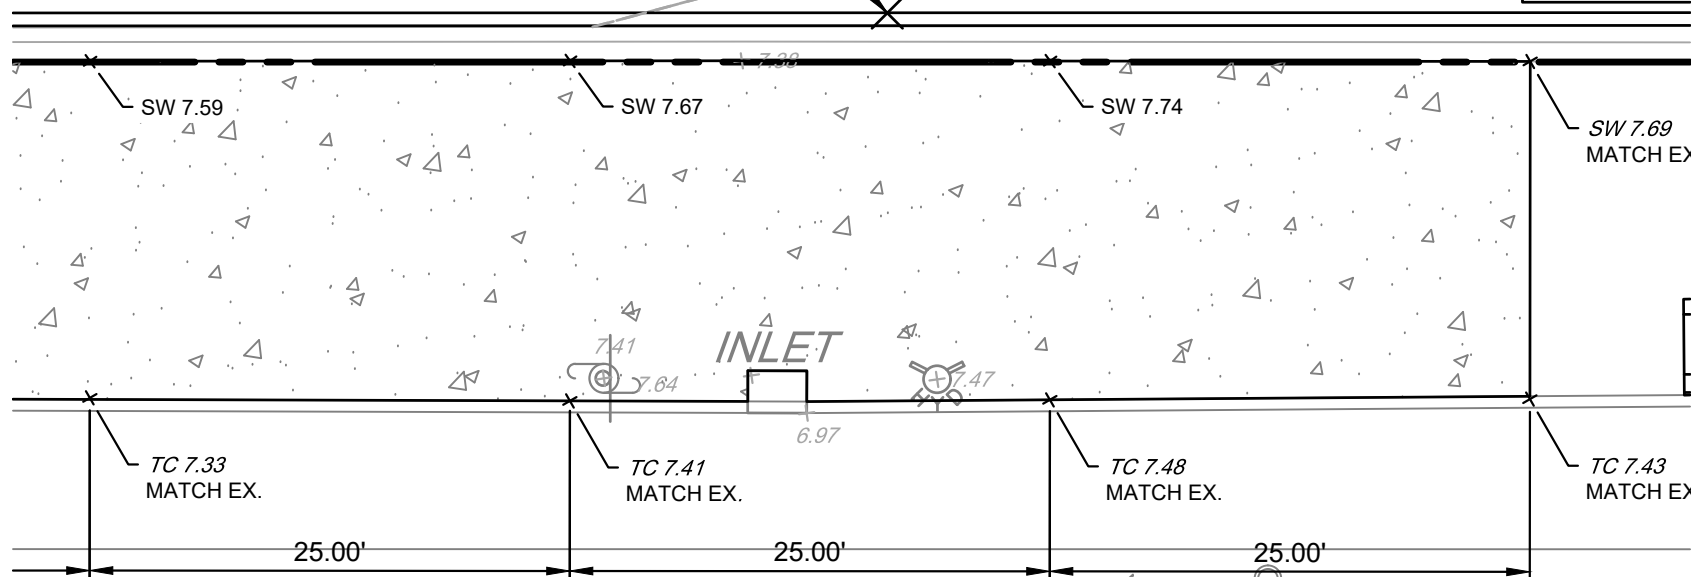 7.38
SW 7.59
SW 7.67
SW 7.74
SW 7.69
MATCH EX
7.41
INLET
7.64
7.47
HYD
6.97
TC 7.33
MATCH EX.
TC 7.41
MATCH EX.
TC 7.48
MATCH EX.
TC 7.43
MATCH EX
25.00'
25.00'
25.00'